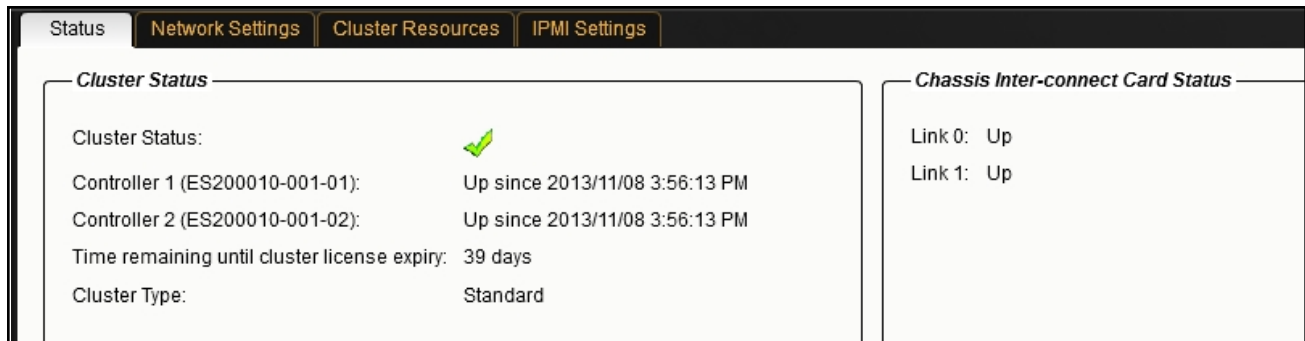 Status Network Settings Cluster Resources IPMI Settings
Cluster Status
Cluster Status:
Controller 1 (ES200010-001-01): Up since 2013/11/08 3:56:13 PM
Controller 2 (ES200010-001-02): Up since 2013/11/08 3:56:13 PM
Time remaining until cluster license expiry: 39 days
Cluster Type: Standard
Chassis Inter-connect Card Status
Link 0: Up
Link 1: Up